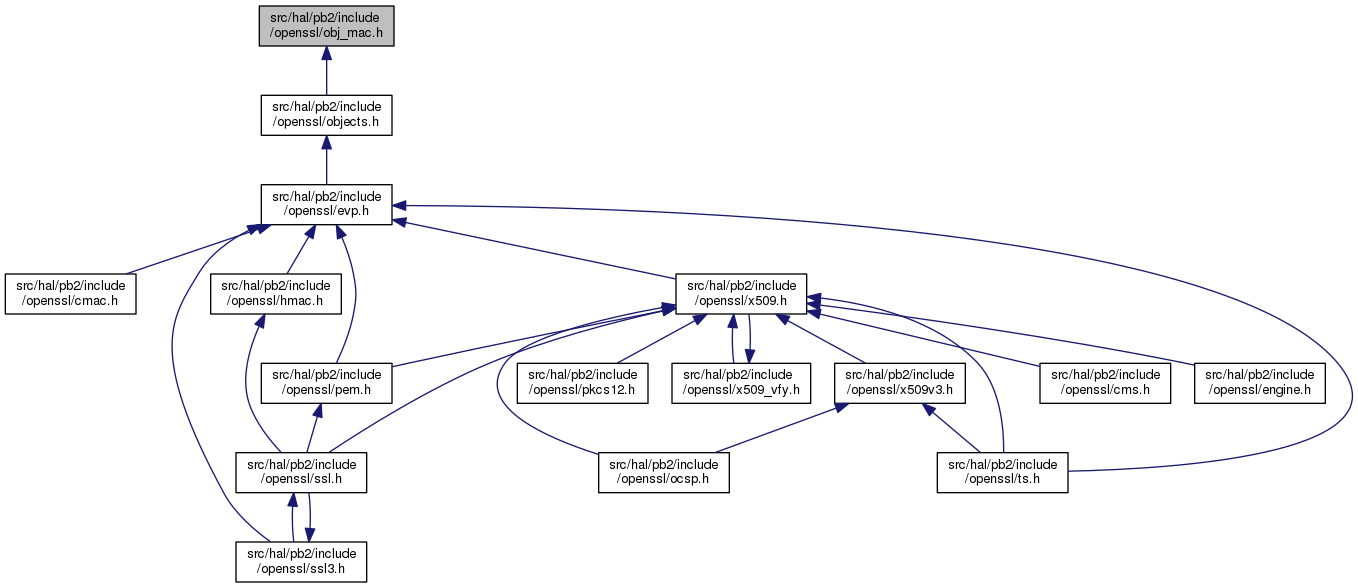 src/hal/pb2/include
/openssl/obj_mac.h
src/hal/pb2/include
/openssl/objects.h
src/hal/pb2/include
/openssl/evp.h
src/hal/pb2/include
/openssl/cmac.h
src/hal/pb2/include
/openssl/hmac.h
src/hal/pb2/include
/openssl/x509.h
src/hal/pb2/include
/openssl/pem.h
src/hal/pb2/include
/openssl/pkcs12.h
src/hal/pb2/include
/openssl/x509_vfy.h
src/hal/pb2/include
/openssl/x509v3.h
src/hal/pb2/include
/openssl/cms.h
src/hal/pb2/include
/openssl/engine.h
src/hal/pb2/include
/openssl/ssl.h
src/hal/pb2/include
/openssl/ocsp.h
src/hal/pb2/include
/openssl/ts.h
src/hal/pb2/include
/openssl/ssl3.h